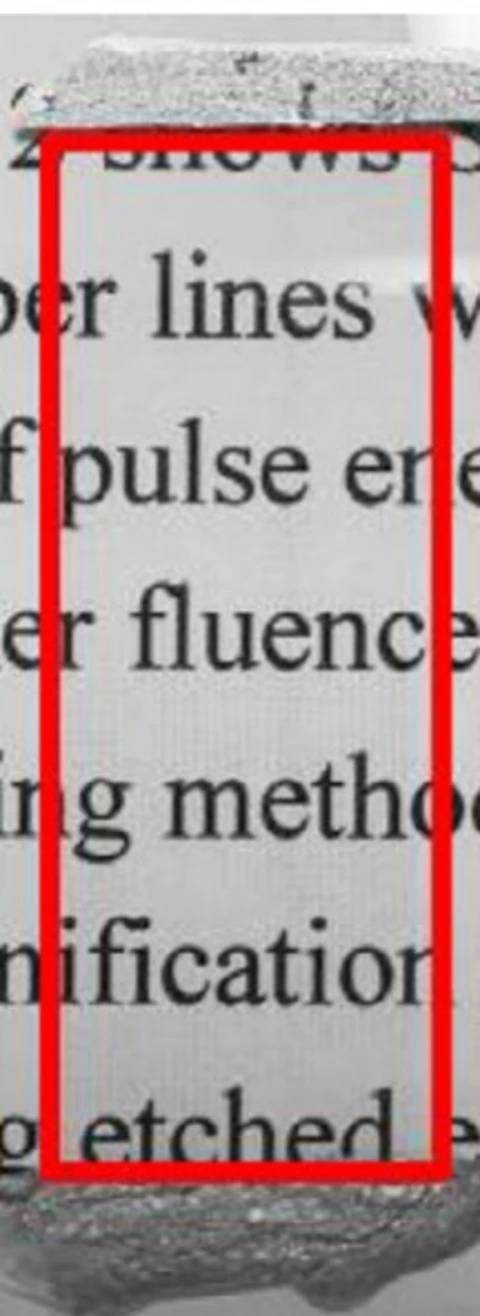 2 shows S
per lines w
f pulse ene
er fluence
ing metho
nification
g etched e